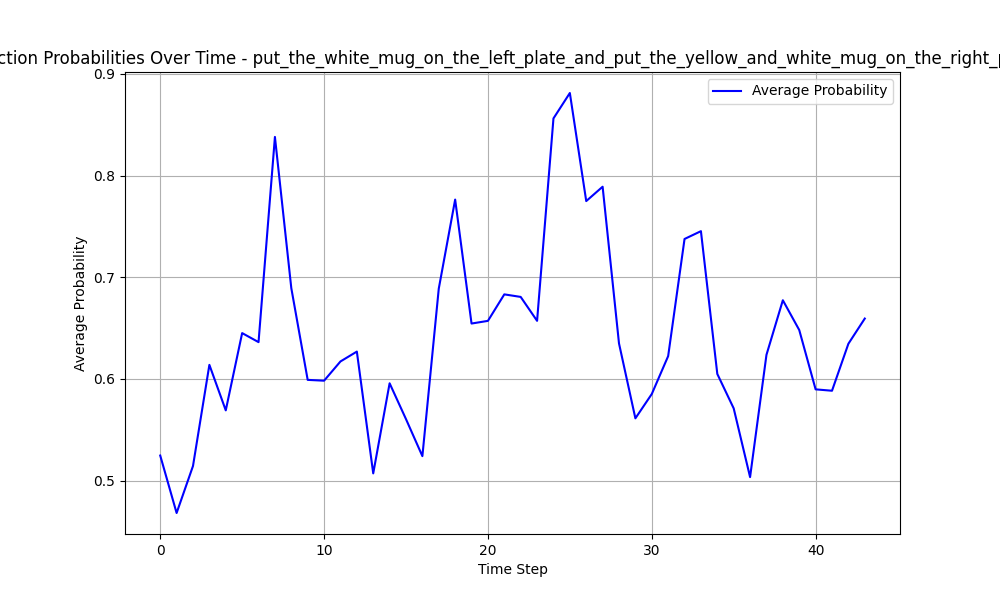 ction Probabilities Over Time - put_the_white_mug_on_the_left_plate_and_put_the_yellow_and_white_mug_on_the_right_p
Average Probability
0.9
0.8
0.7
0.6
0.5
Average Probability
0
10
20
30
40
Time Step